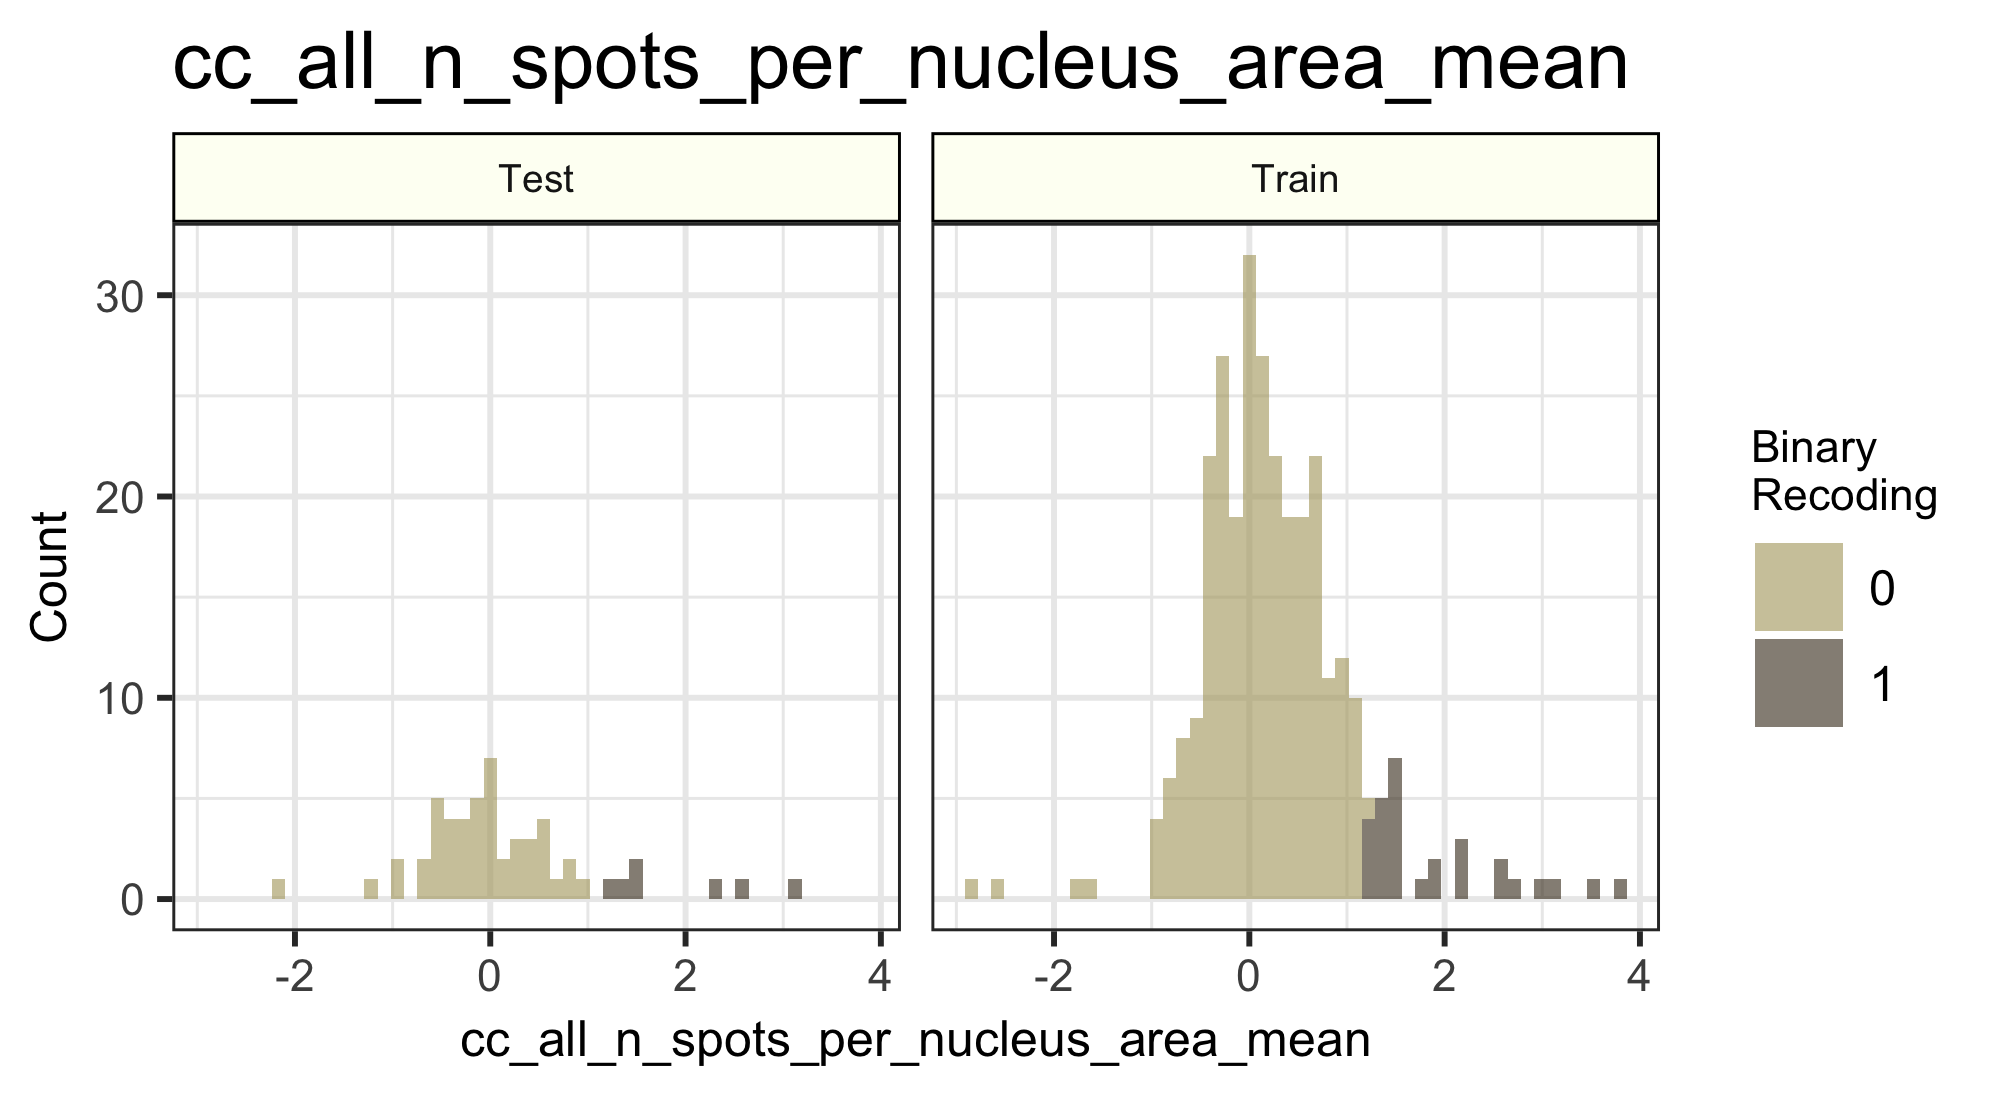 cc_all_n_spots_per_nucleus_area_mean
Test
Train
30
20
10
0
Count
-2
0
2
4
-2
0
2
4
cc_all_n_spots_per_nucleus_area_mean
Binary
Recoding
0
1